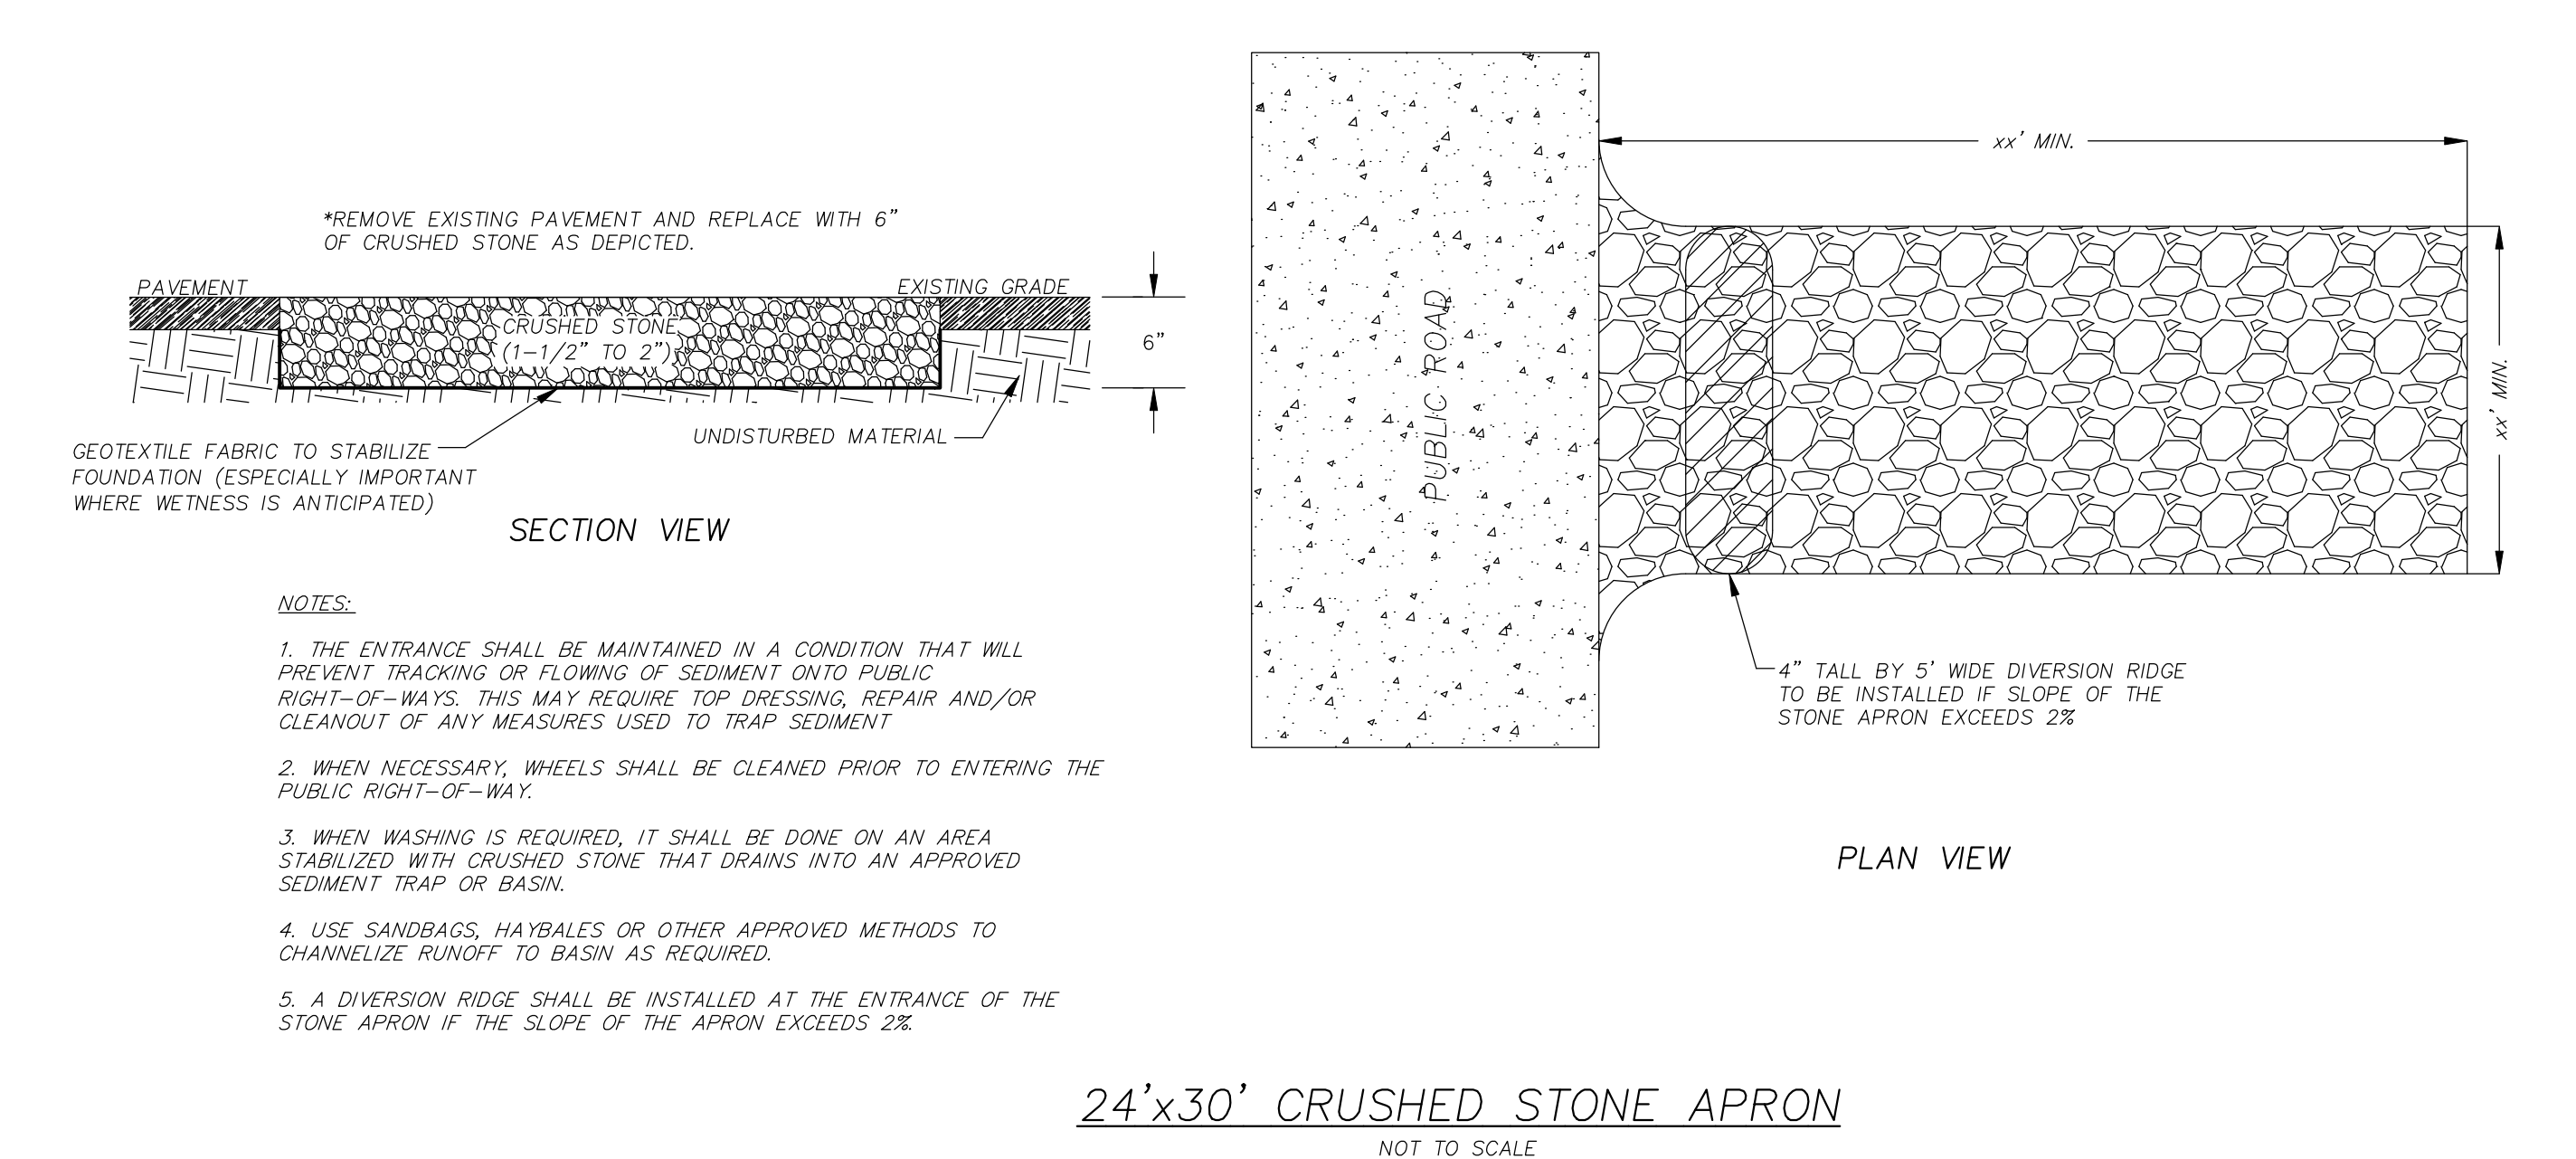 *REMOVE EXISTING PAVEMENT AND REPLACE WITH 6"
OF CRUSHED STONE AS DEPICTED.
PAVEMENT
EXISTING GRADE
CRUSHED STONE
(1-1/2" TO 2")
6"
GEOTEXTILE FABRIC TO STABILIZE
FOUNDATION (ESPECIALLY IMPORTANT
WHERE WETNESS IS ANTICIPATED)
UNDISTURBED MATERIAL
SECTION VIEW
NOTES:
1. THE ENTRANCE SHALL BE MAINTAINED IN A CONDITION THAT WILL
PREVENT TRACKING OR FLOWING OF SEDIMENT ONTO PUBLIC
RIGHT-OF-WAYS. THIS MAY REQUIRE TOP DRESSING, REPAIR AND/OR
CLEANOUT OF ANY MEASURES USED TO TRAP SEDIMENT
2. WHEN NECESSARY, WHEELS SHALL BE CLEANED PRIOR TO ENTERING THE
PUBLIC RIGHT-OF-WAY.
3. WHEN WASHING IS REQUIRED, IT SHALL BE DONE ON AN AREA
STABILIZED WITH CRUSHED STONE THAT DRAINS INTO AN APPROVED
SEDIMENT TRAP OR BASIN.
4. USE SANDBAGS, HAYBALES OR OTHER APPROVED METHODS TO
CHANNELIZE RUNOFF TO BASIN AS REQUIRED.
5. A DIVERSION RIDGE SHALL BE INSTALLED AT THE ENTRANCE OF THE
STONE APRON IF THE SLOPE OF THE APRON EXCEEDS 2%.
PUBLIC ROAD
xx' MIN.
xx' MIN.
4" TALL BY 5' WIDE DIVERSION RIDGE
TO BE INSTALLED IF SLOPE OF THE
STONE APRON EXCEEDS 2%
PLAN VIEW
24'x30' CRUSHED STONE APRON
NOT TO SCALE